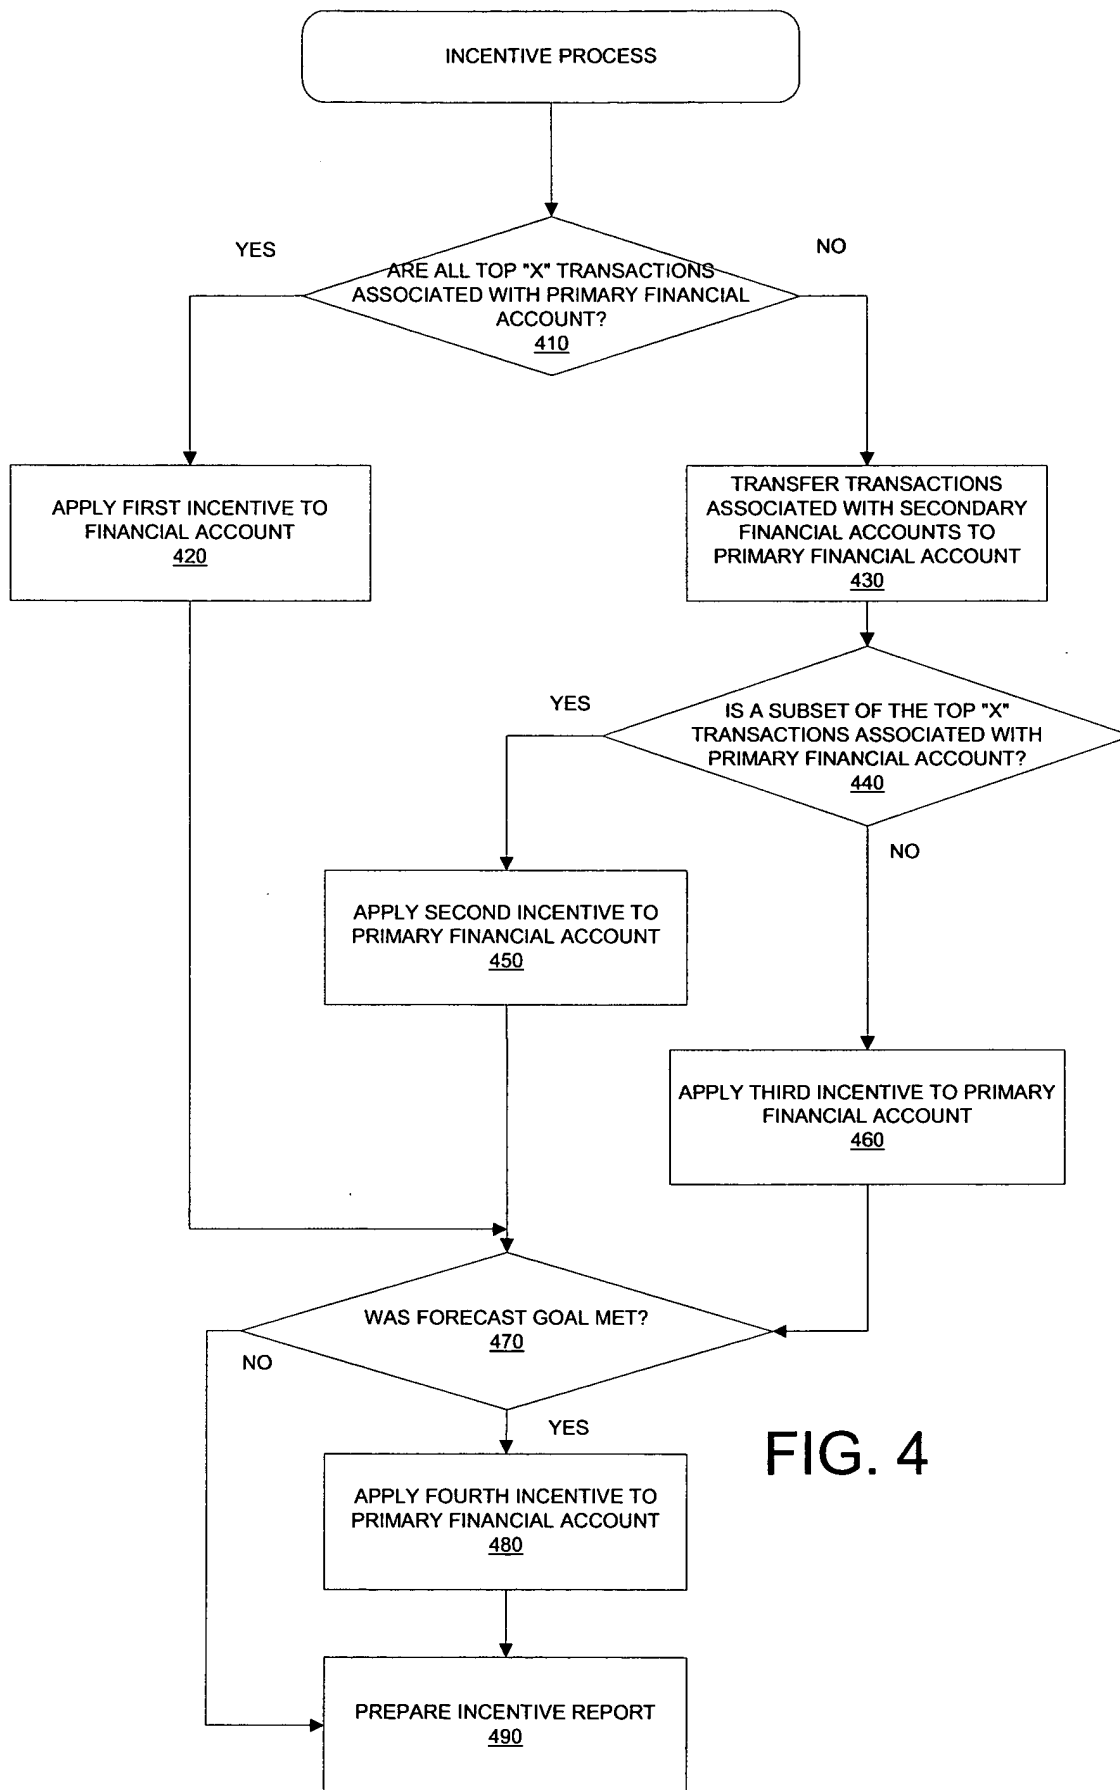 INCENTIVE PROCESS
YES
NO
ARE ALL TOP "X" TRANSACTIONS
ASSOCIATED WITH PRIMARY FINANCIAL
ACCOUNT?
410
APPLY FIRST INCENTIVE TO
FINANCIAL ACCOUNT
420
TRANSFER TRANSACTIONS
ASSOCIATED WITH SECONDARY
FINANCIAL ACCOUNTS TO
PRIMARY FINANCIAL ACCOUNT
430
YES
IS A SUBSET OF THE TOP "X"
TRANSACTIONS ASSOCIATED WITH
PRIMARY FINANCIAL ACCOUNT?
440
NO
APPLY SECOND INCENTIVE TO
PRIMARY FINANCIAL ACCOUNT
450
APPLY THIRD INCENTIVE TO PRIMARY
FINANCIAL ACCOUNT
460
WAS FORECAST GOAL MET?
470
NO
YES
FIG. 4
APPLY FOURTH INCENTIVE TO
PRIMARY FINANCIAL ACCOUNT
480
PREPARE INCENTIVE REPORT
490